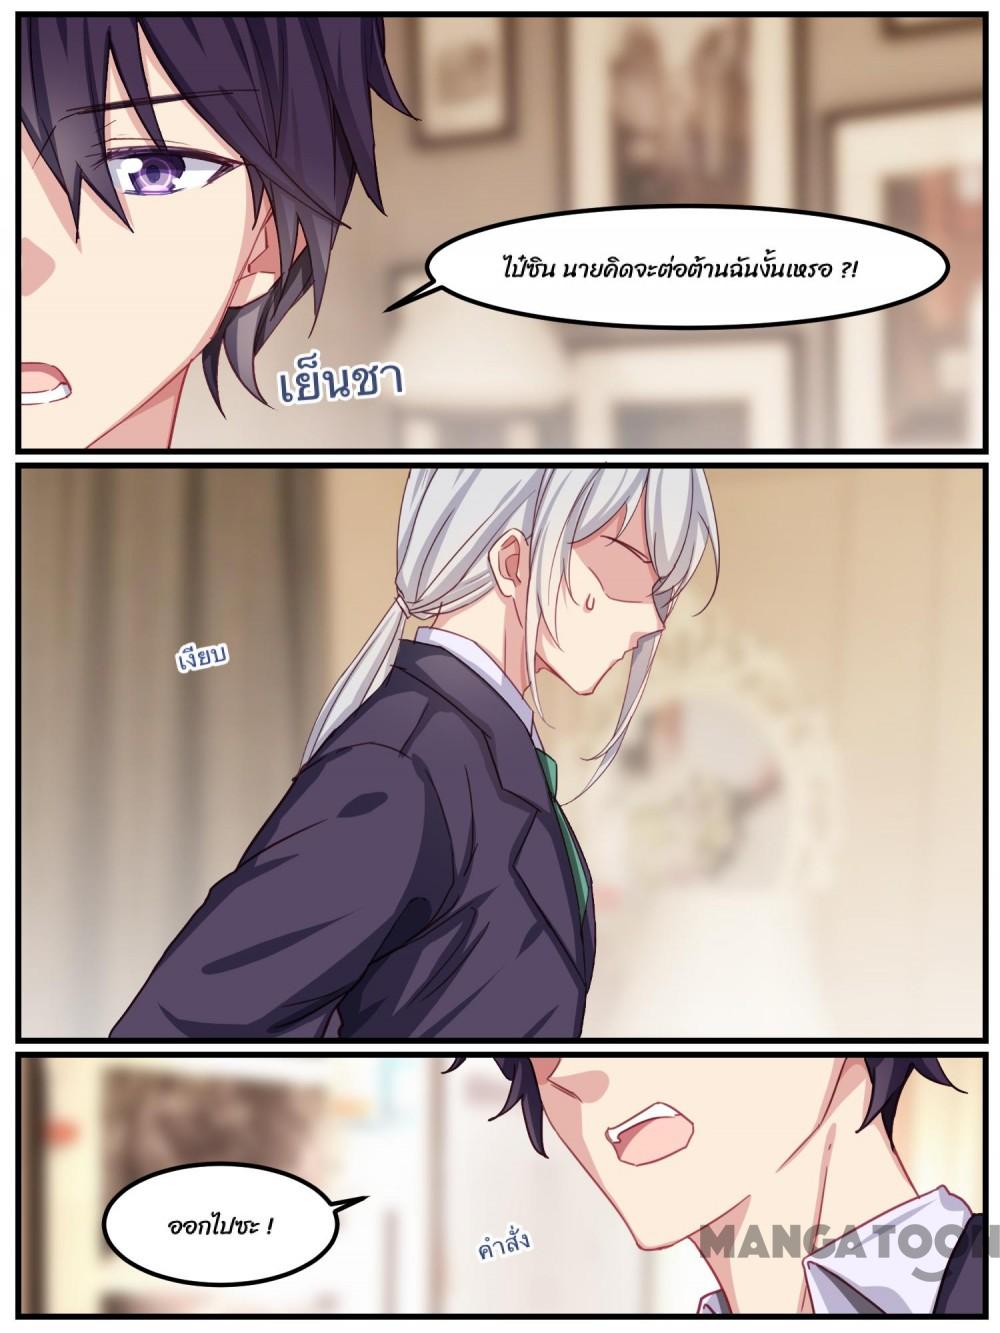 ไป๋ซิน นายคิดจะต่อต้านฉันงั้นเหรอ ?!
เย็นชา
เงียบ
ออกไปซะ !
คำสั่ง
MANGATOON